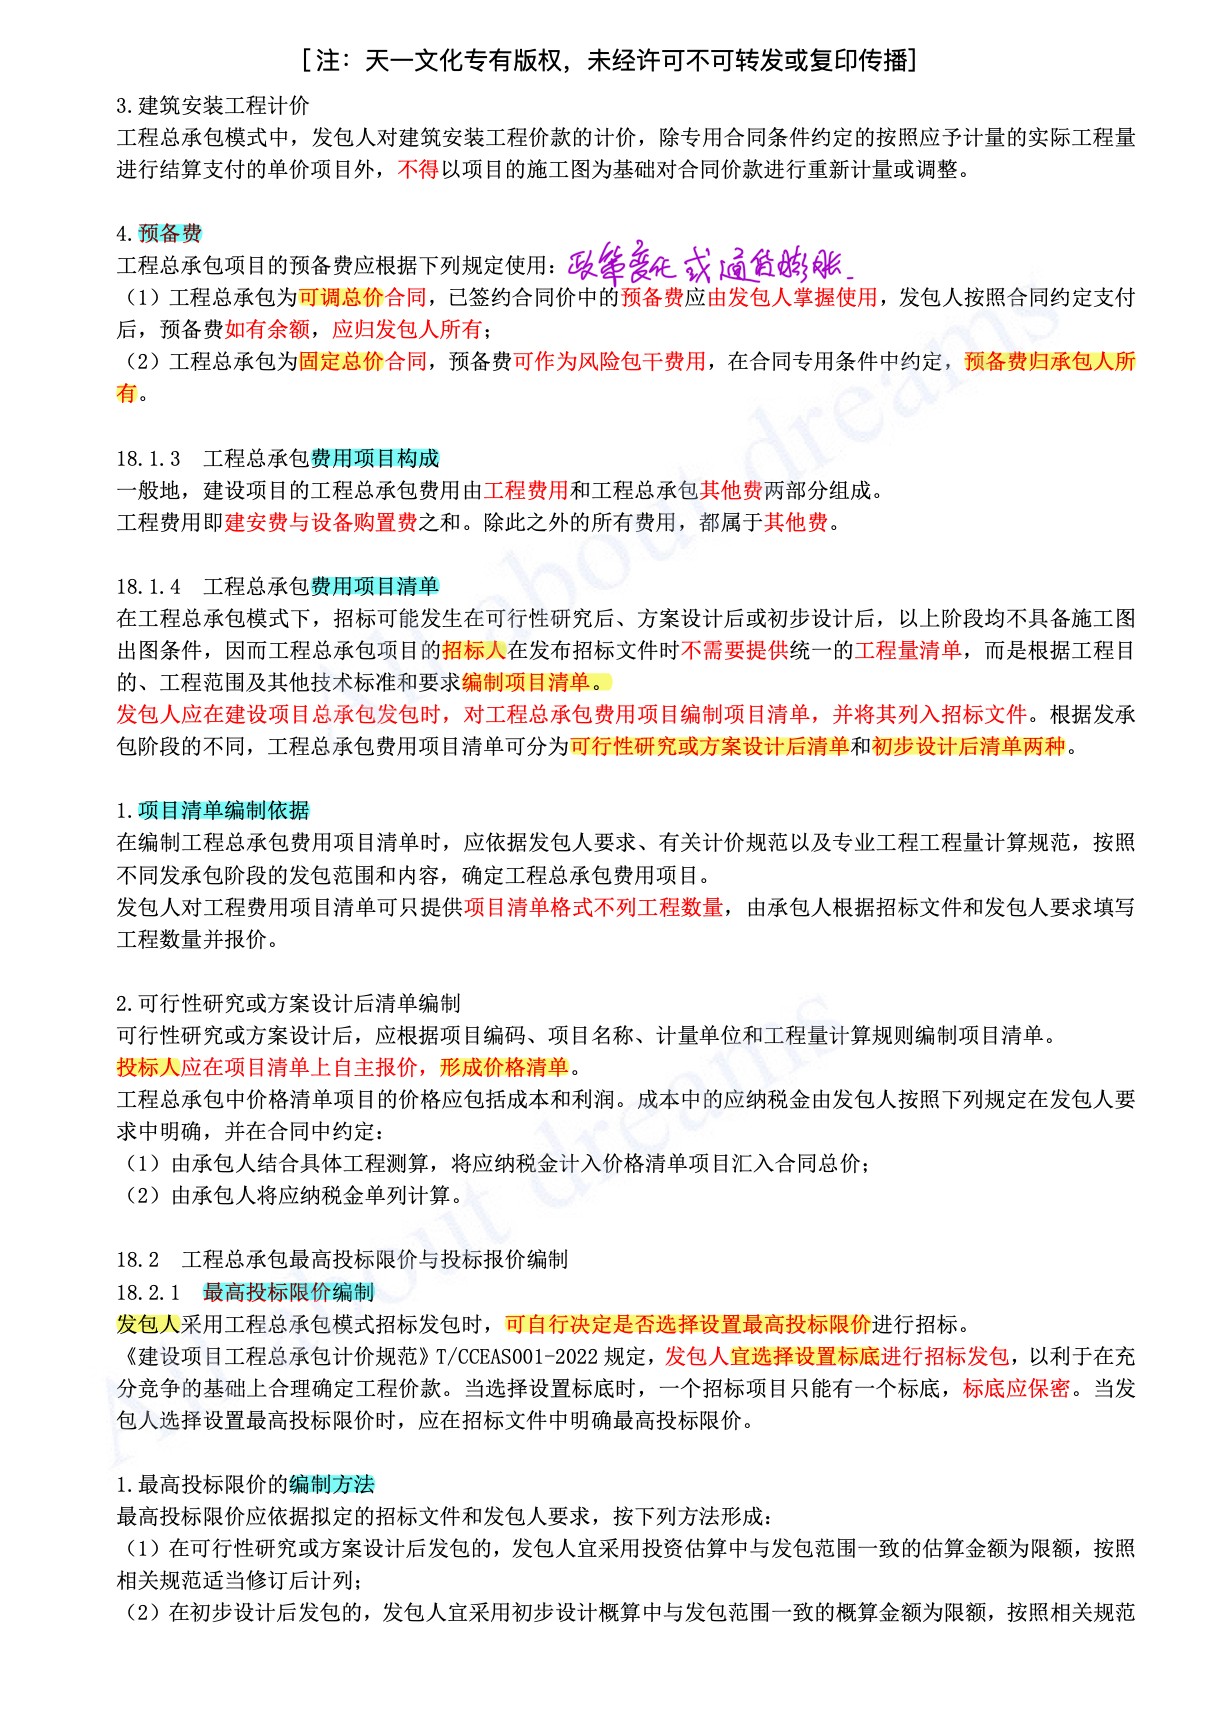 [注：天一文化专有版权，未经许可不可转发或复印传播]
3.建筑安装工程计价
工程总承包模式中，发包人对建筑安装工程价款的计价，除专用合同条件约定的按照应予计量的实际工程量
进行结算支付的单价项目外，不得以项目的施工图为基础对合同价款进行重新计量或调整。
4.预备费
工程总承包项目的预备费应根据下列规定使用：政策变化或通货膨胀.
（1）工程总承包为可调总价合同，已签约合同价中的预备费应由发包人掌握使用，发包人按照合同约定支付
后，预备费如有余额，应归发包人所有；
（2）工程总承包为固定总价合同，预备费可作为风险包干费用，在合同专用条件中约定，预备费归承包人所
有。
18.1.3 工程总承包费用项目构成
一般地，建设项目的工程总承包费用由工程费用和工程总承包其他费两部分组成。
工程费用即建安费与设备购置费之和。除此之外的所有费用，都属于其他费。
18.1.4 工程总承包费用项目清单
在工程总承包模式下，招标可能发生在可行性研究后、方案设计后或初步设计后，以上阶段均不具备施工图
出图条件，因而工程总承包项目的招标人在发布招标文件时不需要提供统一的工程量清单，而是根据工程目
的、工程范围及其他技术标准和要求编制项目清单。
发包人应在建设项目总承包发包时，对工程总承包费用项目编制项目清单，并将其列入招标文件。根据发承
包阶段的不同，工程总承包费用项目清单可分为可行性研究或方案设计后清单和初步设计后清单两种。
1.项目清单编制依据
在编制工程总承包费用项目清单时，应依据发包人要求、有关计价规范以及专业工程工程量计算规范，按照
不同发承包阶段的发包范围和内容，确定工程总承包费用项目。
发包人对工程费用项目清单可只提供项目清单格式不列工程数量，由承包人根据招标文件和发包人要求填写
工程数量并报价。
2.可行性研究或方案设计后清单编制
可行性研究或方案设计后，应根据项目编码、项目名称、计量单位和工程量计算规则编制项目清单。
投标人应在项目清单上自主报价，形成价格清单。
工程总承包中价格清单项目的价格应包括成本和利润。成本中的应纳税金由发包人按照下列规定在发包人要
求中明确，并在合同中约定：
（1）由承包人结合具体工程测算，将应纳税金计入价格清单项目汇入合同总价；
（2）由承包人将应纳税金单列计算。
18.2 工程总承包最高投标限价与投标报价编制
18.2.1 最高投标限价编制
发包人采用工程总承包模式招标发包时，可自行决定是否选择设置最高投标限价进行招标。
《建设项目工程总承包计价规范》T/CCEAS001-2022 规定，发包人宜选择设置标底进行招标发包，以利于在充
分竞争的基础上合理确定工程价款。当选择设置标底时，一个招标项目只能有一个标底，标底应保密。当发
包人选择设置最高投标限价时，应在招标文件中明确最高投标限价。
1.最高投标限价的编制方法
最高投标限价应依据拟定的招标文件和发包人要求，按下列方法形成：
（1）在可行性研究或方案设计后发包的，发包人宜采用投资估算中与发包范围一致的估算金额为限额，按照
相关规范适当修订后计列；
（2）在初步设计后发包的，发包人宜采用初步设计概算中与发包范围一致的概算金额为限额，按照相关规范
All about dreams
All about dreams